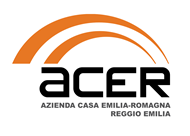 acer
AZIENDA CASA EMILIA-ROMAGNA
REGGIO EMILIA